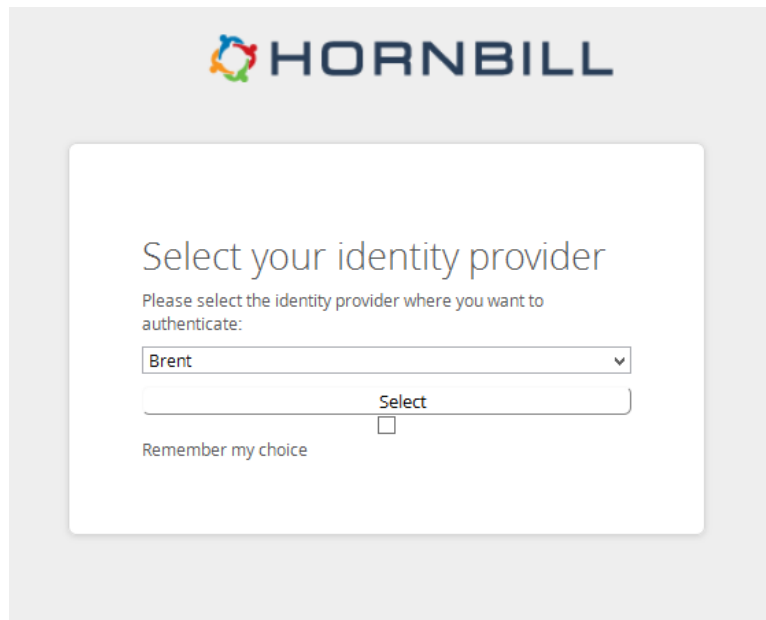 HORNBILL
Select your identity provider
Please select the identity provider where you want to
authenticate:
Brent
Select
Remember my choice